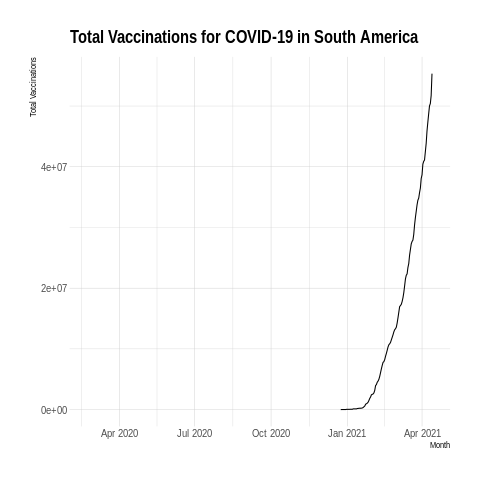 Total Vaccinations for COVID-19 in South America
Total Vaccinations
4e+07
2e+07
0e+00
Apr 2020 Jul 2020 Oct 2020 Jan 2021 Apr 2021
Month